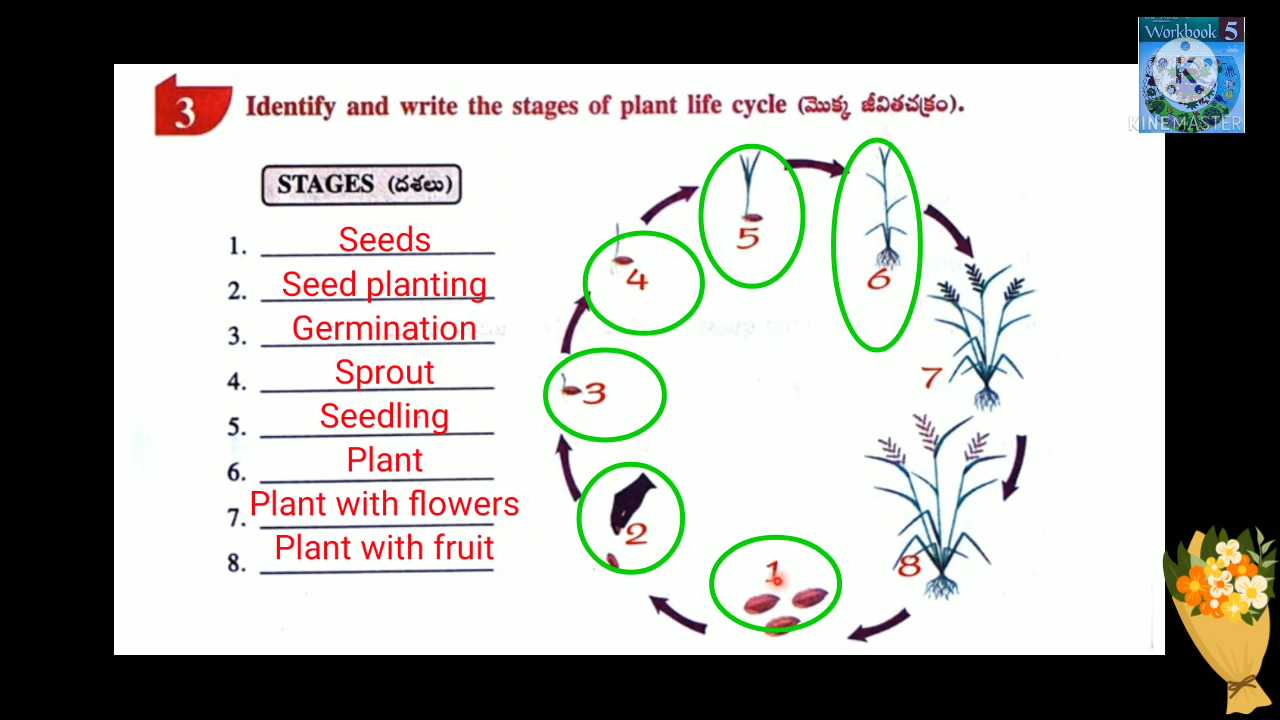 Workbook 5
K
KINEMASTER
3 Identify and write the stages of plant life cycle (మొక్క జీవితచక్రం).
STAGES (దశలు)
1. Seeds
2. Seed planting
3. Germination
4. Sprout
5. Seedling
6. Plant
7. Plant with flowers
8. Plant with fruit
5
6
4
7
3
2
8
1